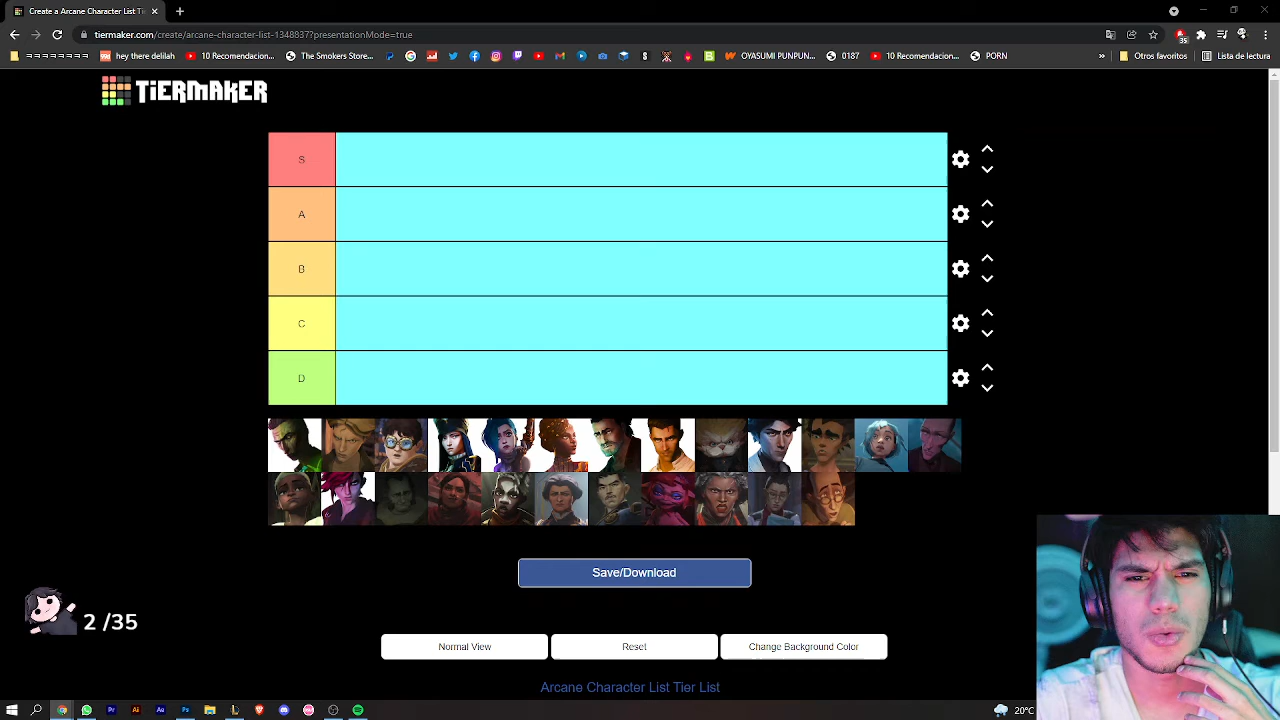 Create a Arcane Character List Tie
tiermaker.com/create/arcane-character-list-1348837?presentationMode=true
35
hey there delilah
10 Recomendacion...
The Smokers Store...
OYASUMI PUNPUN...
0187
10 Recomendacion...
PORN
»
Otros favoritos
Lista de lectura
TiERMAKER
S
A
B
C
D
Save/Download
2 /35
Normal View
Reset
Change Background Color
Arcane Character List Tier List
20°C